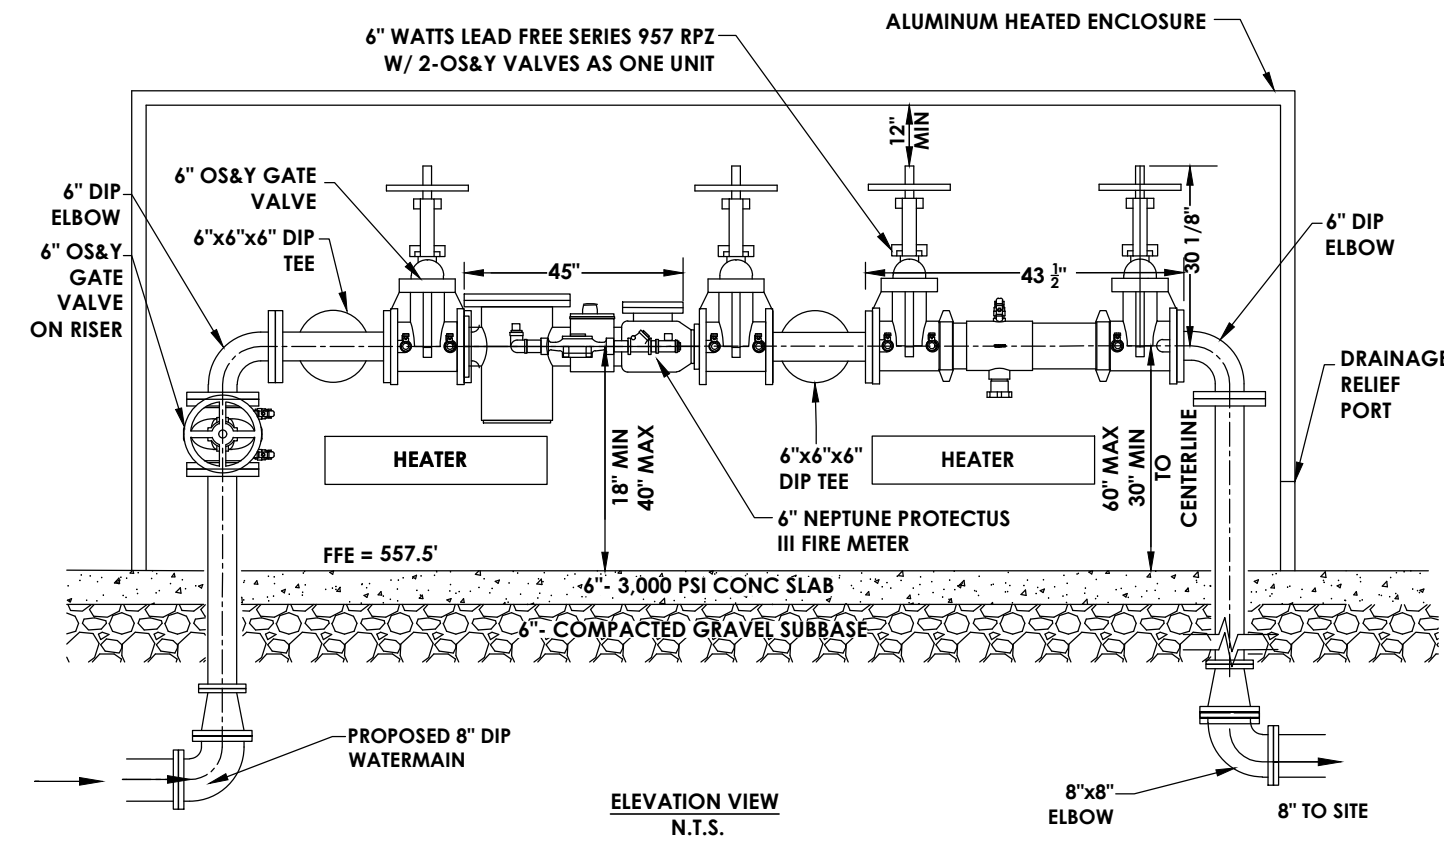 ALUMINUM HEATED ENCLOSURE
6" WATTS LEAD FREE SERIES 957 RPZ
W/ 2-OS&Y VALVES AS ONE UNIT
12"
MIN
6" OS&Y GATE
VALVE
6" DIP
ELBOW
6"x6"x6" DIP
TEE
6" OS&Y
GATE
VALVE
ON RISER
45"
43 ½"
30 1/8"
6" DIP
ELBOW
DRAINAGE
RELIEF
PORT
HEATER
18" MIN
40" MAX
6"x6"x6"
DIP TEE
HEATER
60" MAX
30" MIN
TO
CENTERLINE
6" NEPTUNE PROTECTUS
III FIRE METER
FFE = 557.5'
6"- 3,000 PSI CONC SLAB
6"- COMPACTED GRAVEL SUBBASE
PROPOSED 8" DIP
WATERMAIN
8"x8"
ELBOW
8" TO SITE
ELEVATION VIEW
N.T.S.